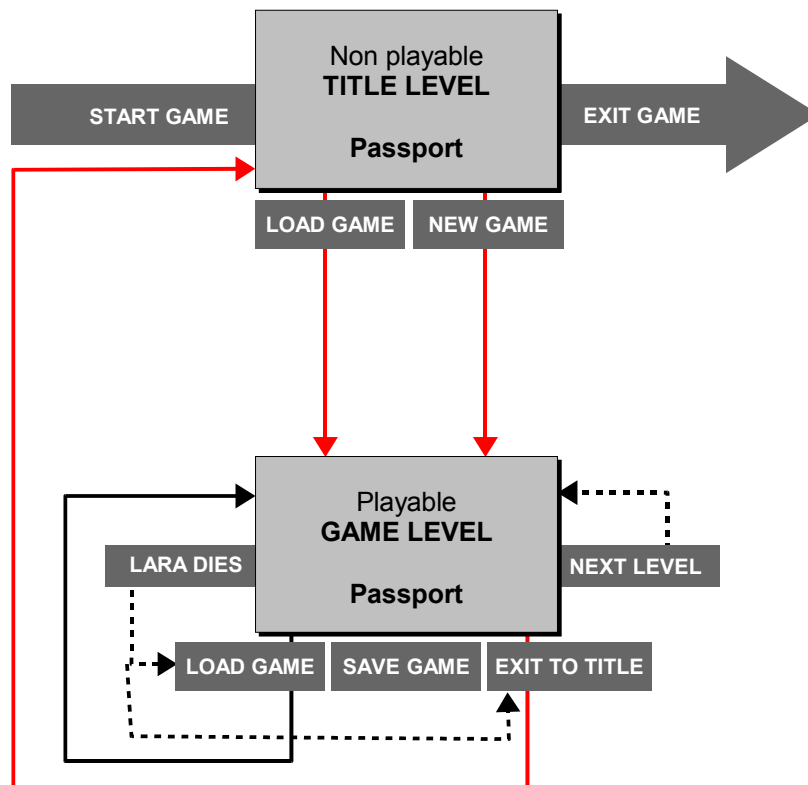 Non playable
TITLE LEVEL
START GAME
EXIT GAME
Passport
LOAD GAME
NEW GAME
Playable
GAME LEVEL
LARA DIES
NEXT LEVEL
Passport
LOAD GAME
SAVE GAME
EXIT TO TITLE